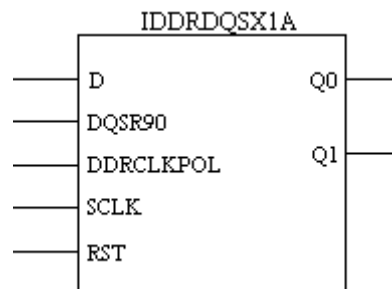 IDDRDQSX1A
D Q0
DQSR90
DDRCLKPOL Q1
SCLK
RST